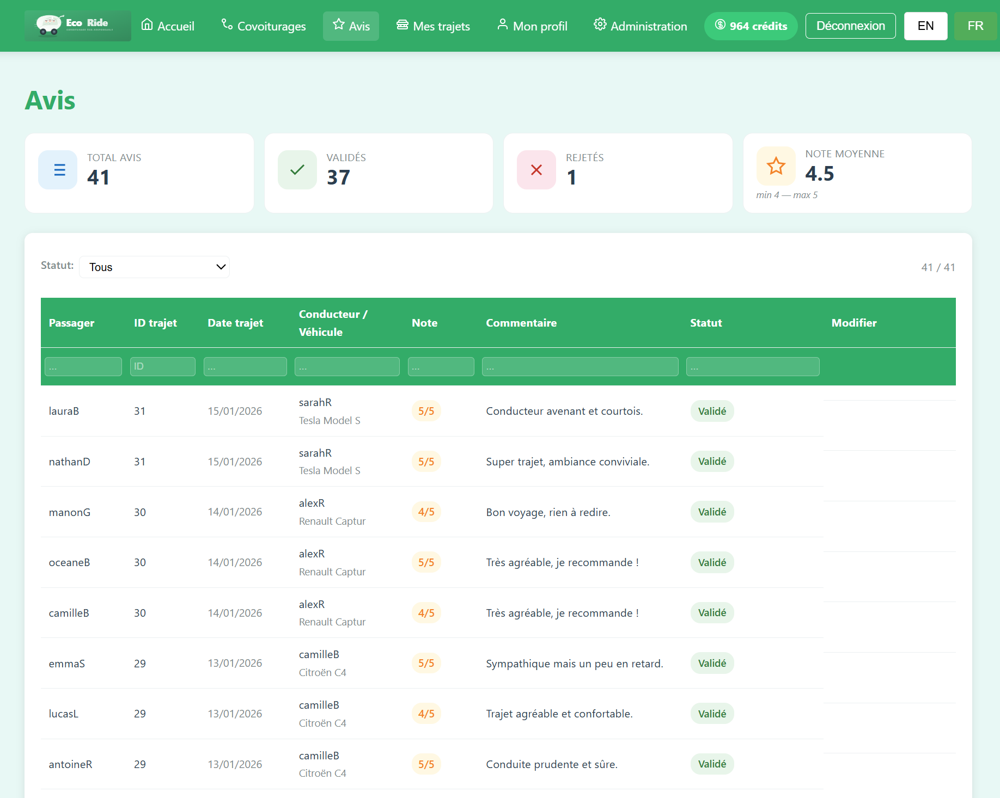 Eco Ride
Accueil
Covoiturages
Avis
Mes trajets
Mon profil
Administration
964 crédits
Déconnexion
EN
FR
Avis
TOTAL AVIS
41
VALIDÉS
37
REJETÉS
1
NOTE MOYENNE
4.5
min 4 — max 5
Statut:
Tous
41 / 41
Passager
ID trajet
Date trajet
Conducteur /
Véhicule
Note
Commentaire
Statut
Modifier
...
ID
...
...
...
...
...
lauraB
31
15/01/2026
sarahR
Tesla Model S
5/5
Conducteur avenant et courtois.
Validé
nathanD
31
15/01/2026
sarahR
Tesla Model S
5/5
Super trajet, ambiance conviviale.
Validé
manonG
30
14/01/2026
alexR
Renault Captur
4/5
Bon voyage, rien à redire.
Validé
oceaneB
30
14/01/2026
alexR
Renault Captur
5/5
Très agréable, je recommande !
Validé
camilleB
30
14/01/2026
alexR
Renault Captur
4/5
Très agréable, je recommande !
Validé
emmaS
29
13/01/2026
camilleB
Citroën C4
5/5
Sympathique mais un peu en retard.
Validé
lucasL
29
13/01/2026
camilleB
Citroën C4
4/5
Trajet agréable et confortable.
Validé
antoineR
29
13/01/2026
camilleB
Citroën C4
5/5
Conduite prudente et sûre.
Validé